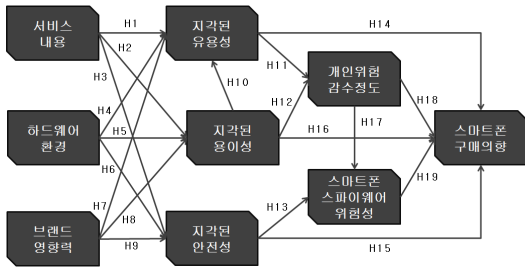 서비스
내용
H1
H2
H3
지각된
유용성
H14
H11
H10
개인위험
감수정도
H4
하드웨어
환경
H5
H6
지각된
용이성
H12
H16
H17
H18
스마트폰
구매의향
H7
H8
H9
브랜드
영향력
지각된
안전성
H13
스마트폰
스파이웨어
위험성
H19
H15